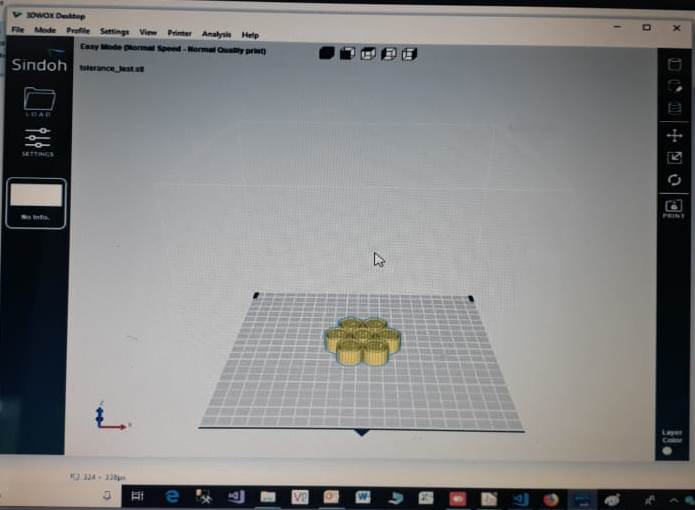 3DWOX Desktop
File Mode Profile Settings View Printer Analysis Help
Easy Mode (Normal Speed - Normal Quality print)
Sindoh
tolerance_test.stl
LOAD
SETTINGS
No Info.
PRINT
Layer
Color
324 × 338px